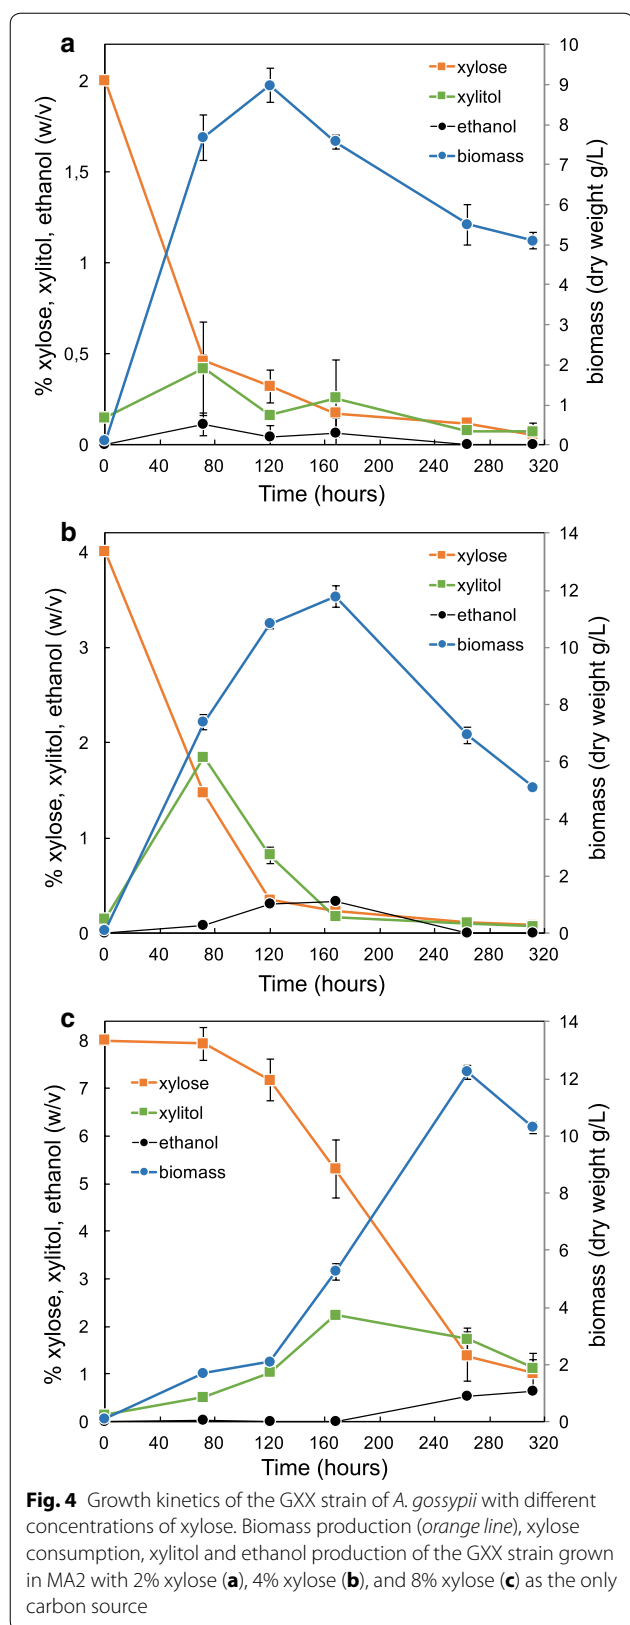 a
% xylose, xylitol, ethanol (w/v)
2
1,5
1
0,5
0
xylose
xylitol
ethanol
biomass
10
9
8
7
6
5
4
3
2
1
0
biomass (dry weight g/L)
0 40 80 120 160 200 240 280 320
Time (hours)
b
% xylose, xylitol, ethanol (w/v)
4
3
2
1
0
xylose
xylitol
ethanol
biomass
14
12
10
8
6
4
2
0
biomass (dry weight g/L)
0 40 80 120 160 200 240 280 320
Time (hours)
c
% xylose, xylitol, ethanol (w/v)
8
7
6
5
4
3
2
1
0
xylose
xylitol
ethanol
biomass
14
12
10
8
6
4
2
0
biomass (dry weight g/L)
0 40 80 120 160 200 240 280 320
Time (hours)
Fig. 4 Growth kinetics of the GXX strain of A. gossypii with different
concentrations of xylose. Biomass production (orange line), xylose
consumption, xylitol and ethanol production of the GXX strain grown
in MA2 with 2% xylose (a), 4% xylose (b), and 8% xylose (c) as the only
carbon source